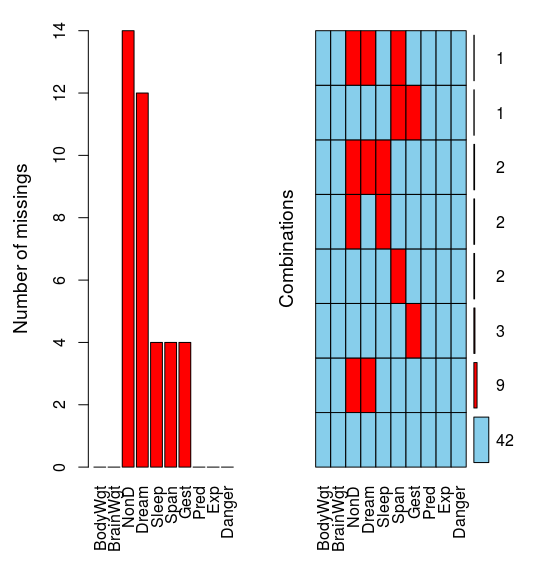 Number of missings
0
2
4
6
8
10
12
14
BodyWgt
BrainWgt
NonD
Dream
Sleep
Span
Gest
Pred
Exp
Danger
Combinations
BodyWgt
BrainWgt
NonD
Dream
Sleep
Span
Gest
Pred
Exp
Danger
1
1
2
2
2
3
9
42